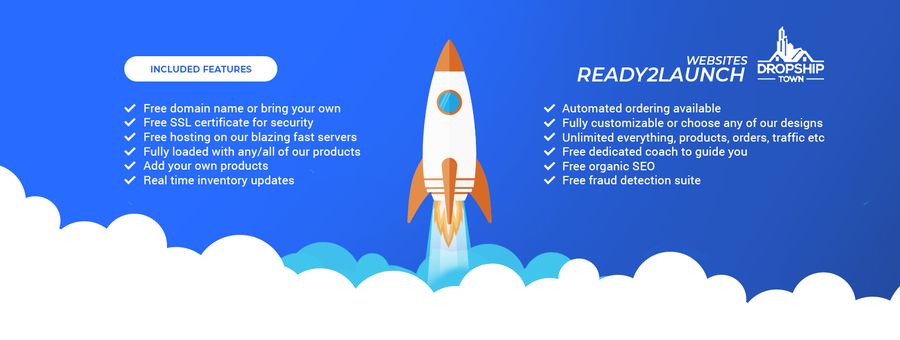 INCLUDED FEATURES
Free domain name or bring your own
Free SSL certificate for security
Free hosting on our blazing fast servers
Fully loaded with any/all of our products
Add your own products
Real time inventory updates
WEBSITES
READY2LAUNCH
DROPSHIP
TOWN
Automated ordering available
Fully customizable or choose any of our designs
Unlimited everything, products, orders, traffic etc
Free dedicated coach to guide you
Free organic SEO
Free fraud detection suite